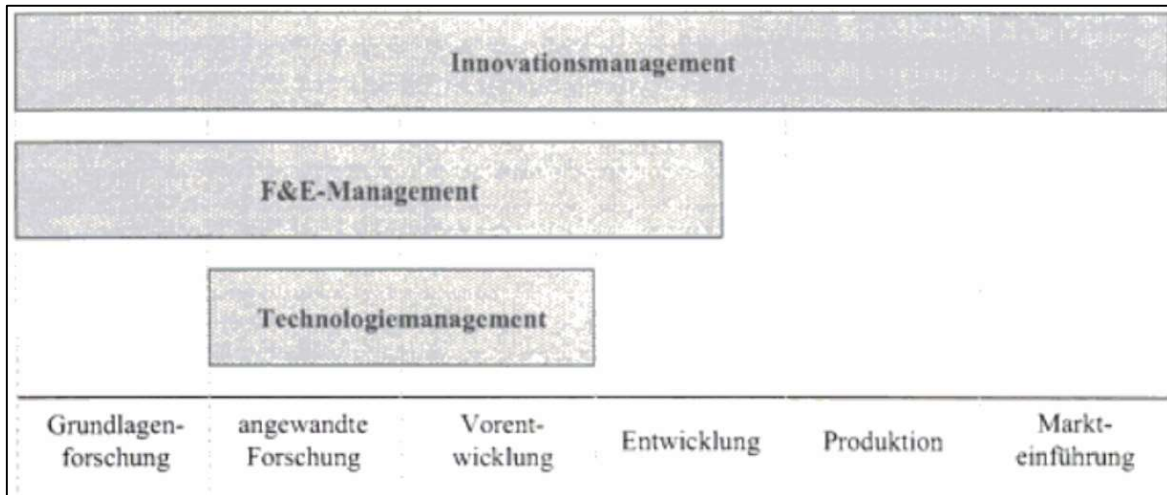 Innovationsmanagement
F&E-Management
Technologiemanagement
Grundlagen-
forschung
angewandte
Forschung
Vorent-
wicklung
Entwicklung
Produktion
Markt-
einführung